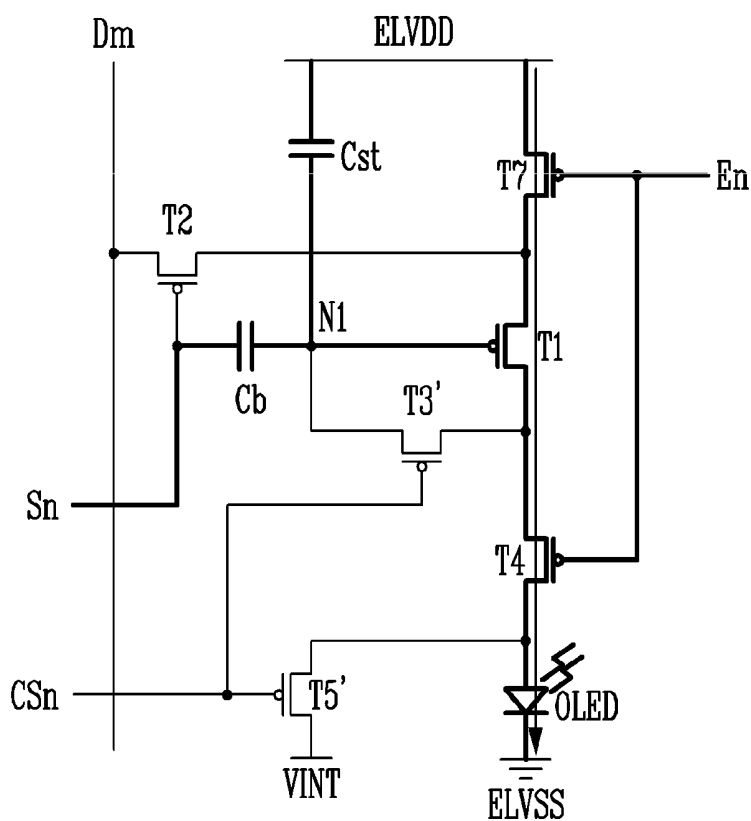 Dm
ELVDD
Cst
T7
En
T2
N1
T1
Cb
T3'
Sn
T4
CSn
T5'
OLED
VINT
ELVSS